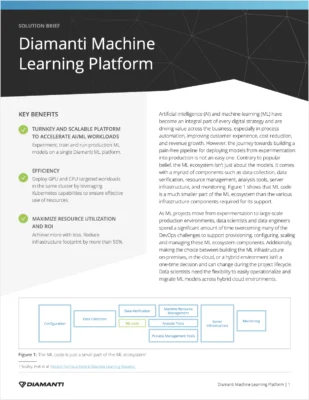 SOLUTION BRIEF
Diamanti Machine
Learning Platform
KEY BENEFITS
TURNKEY AND SCALABLE PLATFORM
TO ACCELERATE AI/ML WORKLOADS
Experiment, train and run production ML
models on a single Diamanti ML platform.
EFFICIENCY
Deploy GPU and CPU targeted workloads
in the same cluster by leveraging
Kubernetes capabilities to ensure effective
use of resources.
MAXIMIZE RESOURCE UTILIZATION
AND ROI
Achieve more with less. Reduce
infrastructure footprint by more than 50%.
Artificial intelligence (AI) and machine learning (ML) have
become an integral part of every digital strategy and are
driving value across the business, especially in process
automation, improving customer experience, cost reduction,
and revenue growth. However, the journey towards building a
pain-free pipeline for deploying models from experimentation
into production is not an easy one. Contrary to popular
belief, the ML ecosystem isn't just about the models, it comes
with a myriad of components such as data collection, data
verification, resource management, analysis tools, server
infrastructure, and monitoring. Figure 1 shows that ML code
is a much smaller part of the ML ecosystem than the various
infrastructure components required for its support.
As ML projects move from experimentation to large-scale
production environments, data scientists and data engineers
spend a significant amount of time overcoming many of the
DevOps challenges to support provisioning, configuring, scaling
and managing these ML ecosystem components. Additionally,
making the choice between building the ML infrastructure
on-premises, in the cloud, or a hybrid environment isn't a
one-time decision and can change during the project lifecycle.
Data scientists need the flexibility to easily operationalize and
migrate ML models across hybrid cloud environments.
Configuration
Data Collection
Data Verification
Machine Resource
Management
ML Code
Analysis Tools
Process Management Tools
Serving
Infrastructure
Monitoring
Figure 1: The ML code is just a small part of the ML ecosystem¹
DIAMANTI
Diamanti Machine Learning Platform | 1